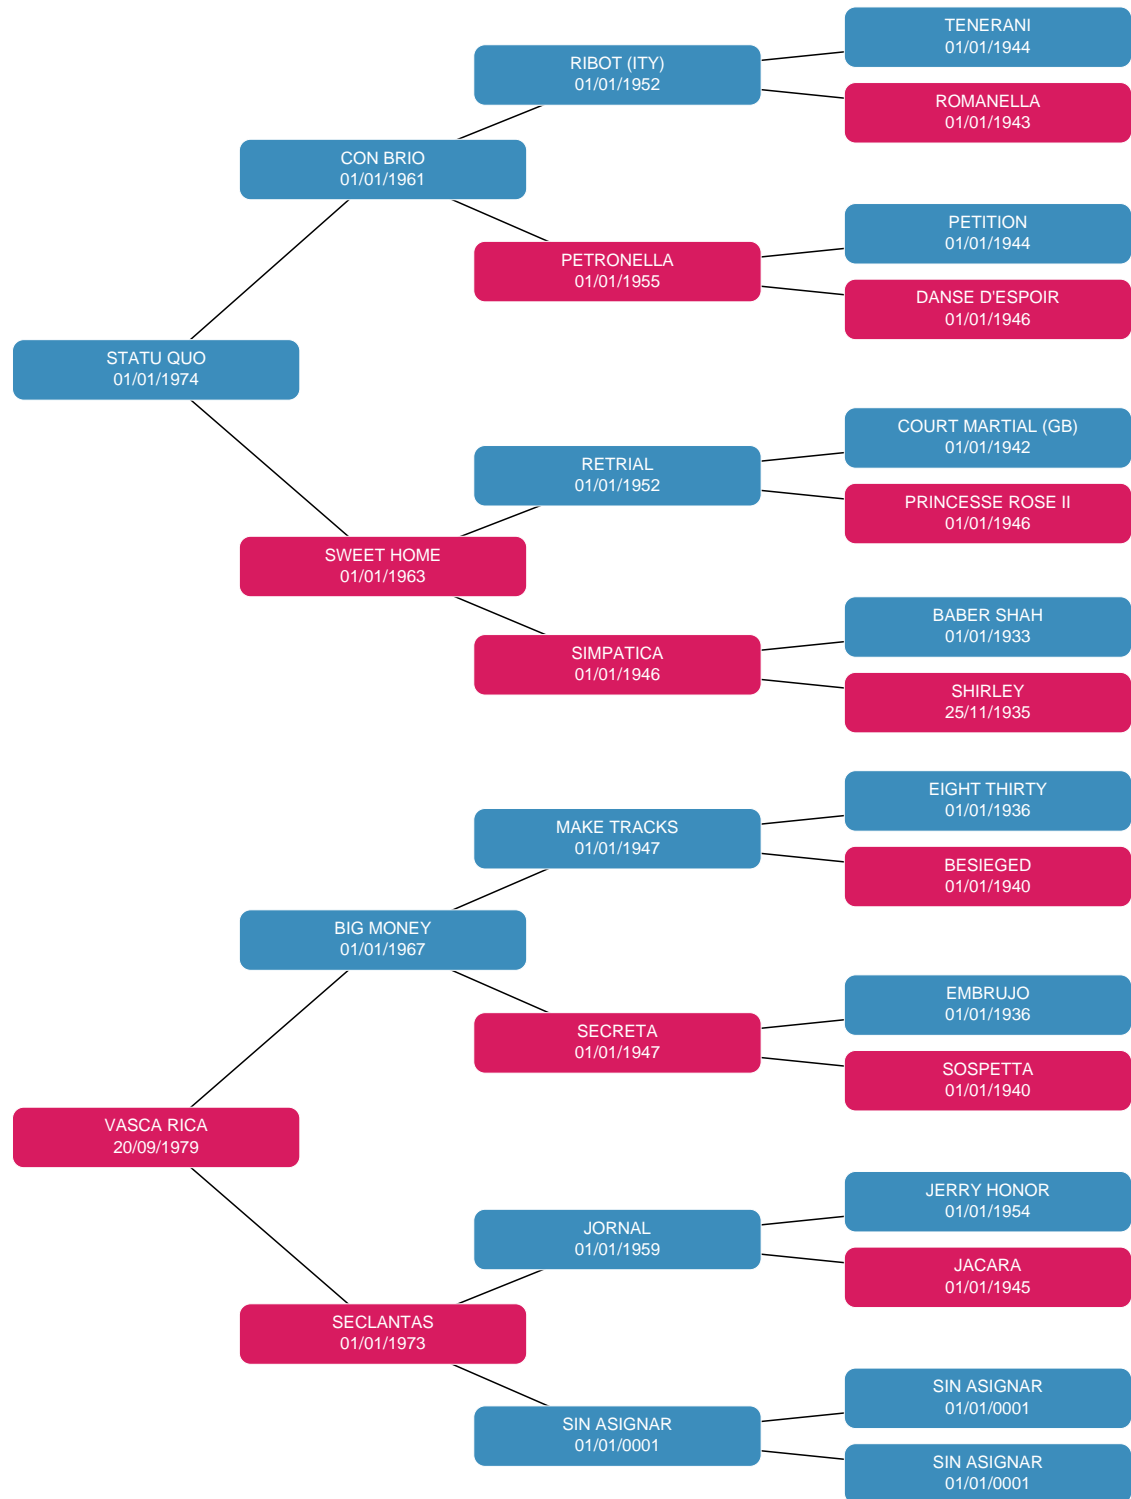 TENERANI
01/01/1944
RIBOT (ITY)
01/01/1952
ROMANELLA
01/01/1943
CON BRIO
01/01/1961
PETITION
01/01/1944
PETRONELLA
01/01/1955
DANSE D'ESPOIR
01/01/1946
STATU QUO
01/01/1974
COURT MARTIAL (GB)
01/01/1942
RETRIAL
01/01/1952
PRINCESSE ROSE II
01/01/1946
SWEET HOME
01/01/1963
BABER SHAH
01/01/1933
SIMPATICA
01/01/1946
SHIRLEY
25/11/1935
EIGHT THIRTY
01/01/1936
MAKE TRACKS
01/01/1947
BESIEGED
01/01/1940
BIG MONEY
01/01/1967
EMBRUJO
01/01/1936
SECRETA
01/01/1947
SOSPETTA
01/01/1940
VASCA RICA
20/09/1979
JERRY HONOR
01/01/1954
JORNAL
01/01/1959
JACARA
01/01/1945
SECLANTAS
01/01/1973
SIN ASIGNAR
01/01/0001
SIN ASIGNAR
01/01/0001
SIN ASIGNAR
01/01/0001